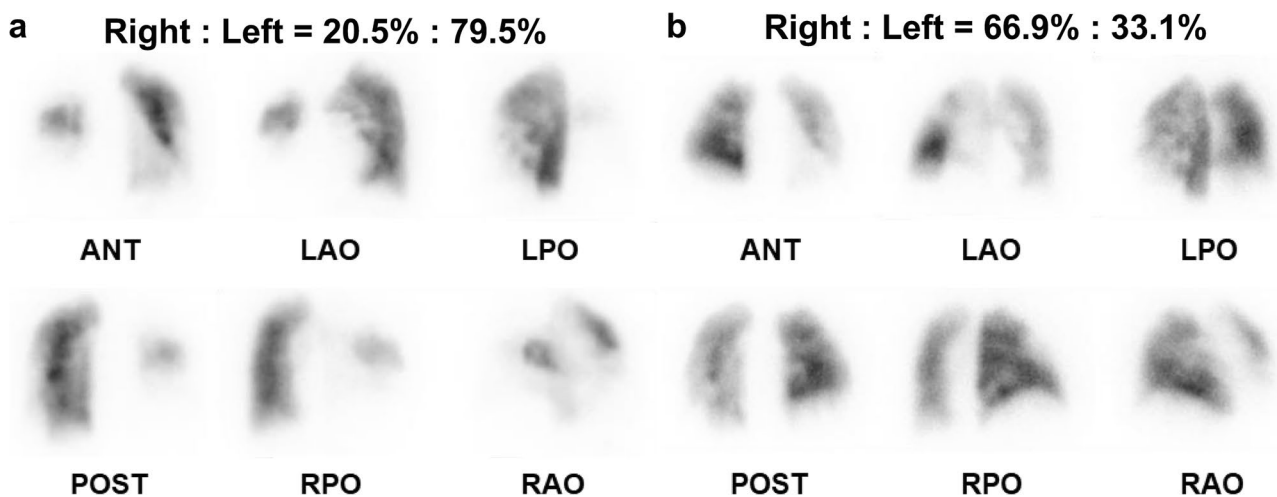 a Right : Left = 20.5% : 79.5%
ANT LAO LPO
POST RPO RAO
b Right : Left = 66.9% : 33.1%
ANT LAO LPO
POST RPO RAO